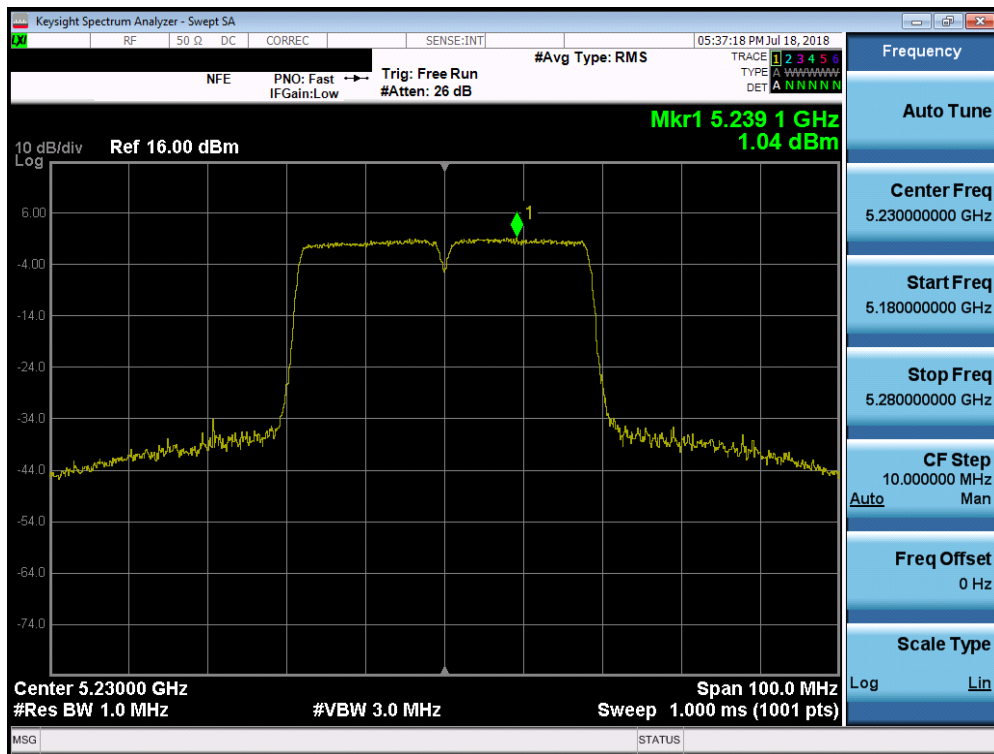 Keysight Spectrum Analyzer - Swept SA
LXI RF 50 Ω DC CORREC SENSE:INT 05:37:18 PM Jul 18, 2018
#Avg Type: RMS
TRACE 1 2 3 4 5 6
TYPE A WWWWW
DET A N N N N N
NFE PNO: Fast Trig: Free Run
IFGain:Low #Atten: 26 dB
Mkr1 5.239 1 GHz
1.04 dBm
10 dB/div Ref 16.00 dBm
Log
1
6.00
-4.00
-14.0
-24.0
-34.0
-44.0
-54.0
-64.0
-74.0
Center 5.23000 GHz Span 100.0 MHz
#Res BW 1.0 MHz #VBW 3.0 MHz Sweep 1.000 ms (1001 pts)
MSG STATUS
Frequency
Auto Tune
Center Freq
5.230000000 GHz
Start Freq
5.180000000 GHz
Stop Freq
5.280000000 GHz
CF Step
10.000000 MHz
Auto Man
Freq Offset
0 Hz
Scale Type
Log Lin